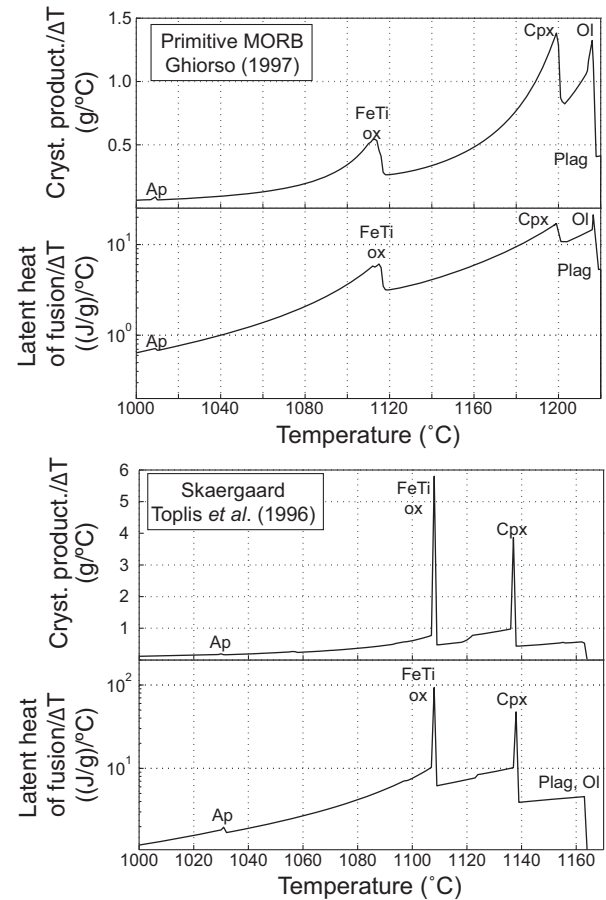 Cryst. product./ΔT
(g/°C)
1.5
1.0
0.5
Primitive MORB
Ghiorso (1997)
Ap
FeTi
ox
Cpx
Ol
Plag
Latent heat
of fusion/ΔT
((J/g)/°C)
10¹
10⁰
Ap
FeTi
ox
Cpx
Ol
Plag
1000 1040 1080 1120 1160 1200
Temperature (˚C)
Cryst. product./ΔT
(g/°C)
6
5
4
3
2
1
Skaergaard
Toplis et al. (1996)
Ap
FeTi
ox
Cpx
Latent heat
of fusion/ΔT
((J/g)/°C)
10²
10¹
Ap
FeTi
ox
Cpx
Plag, Ol
1000 1020 1040 1060 1080 1100 1120 1140 1160
Temperature (˚C)